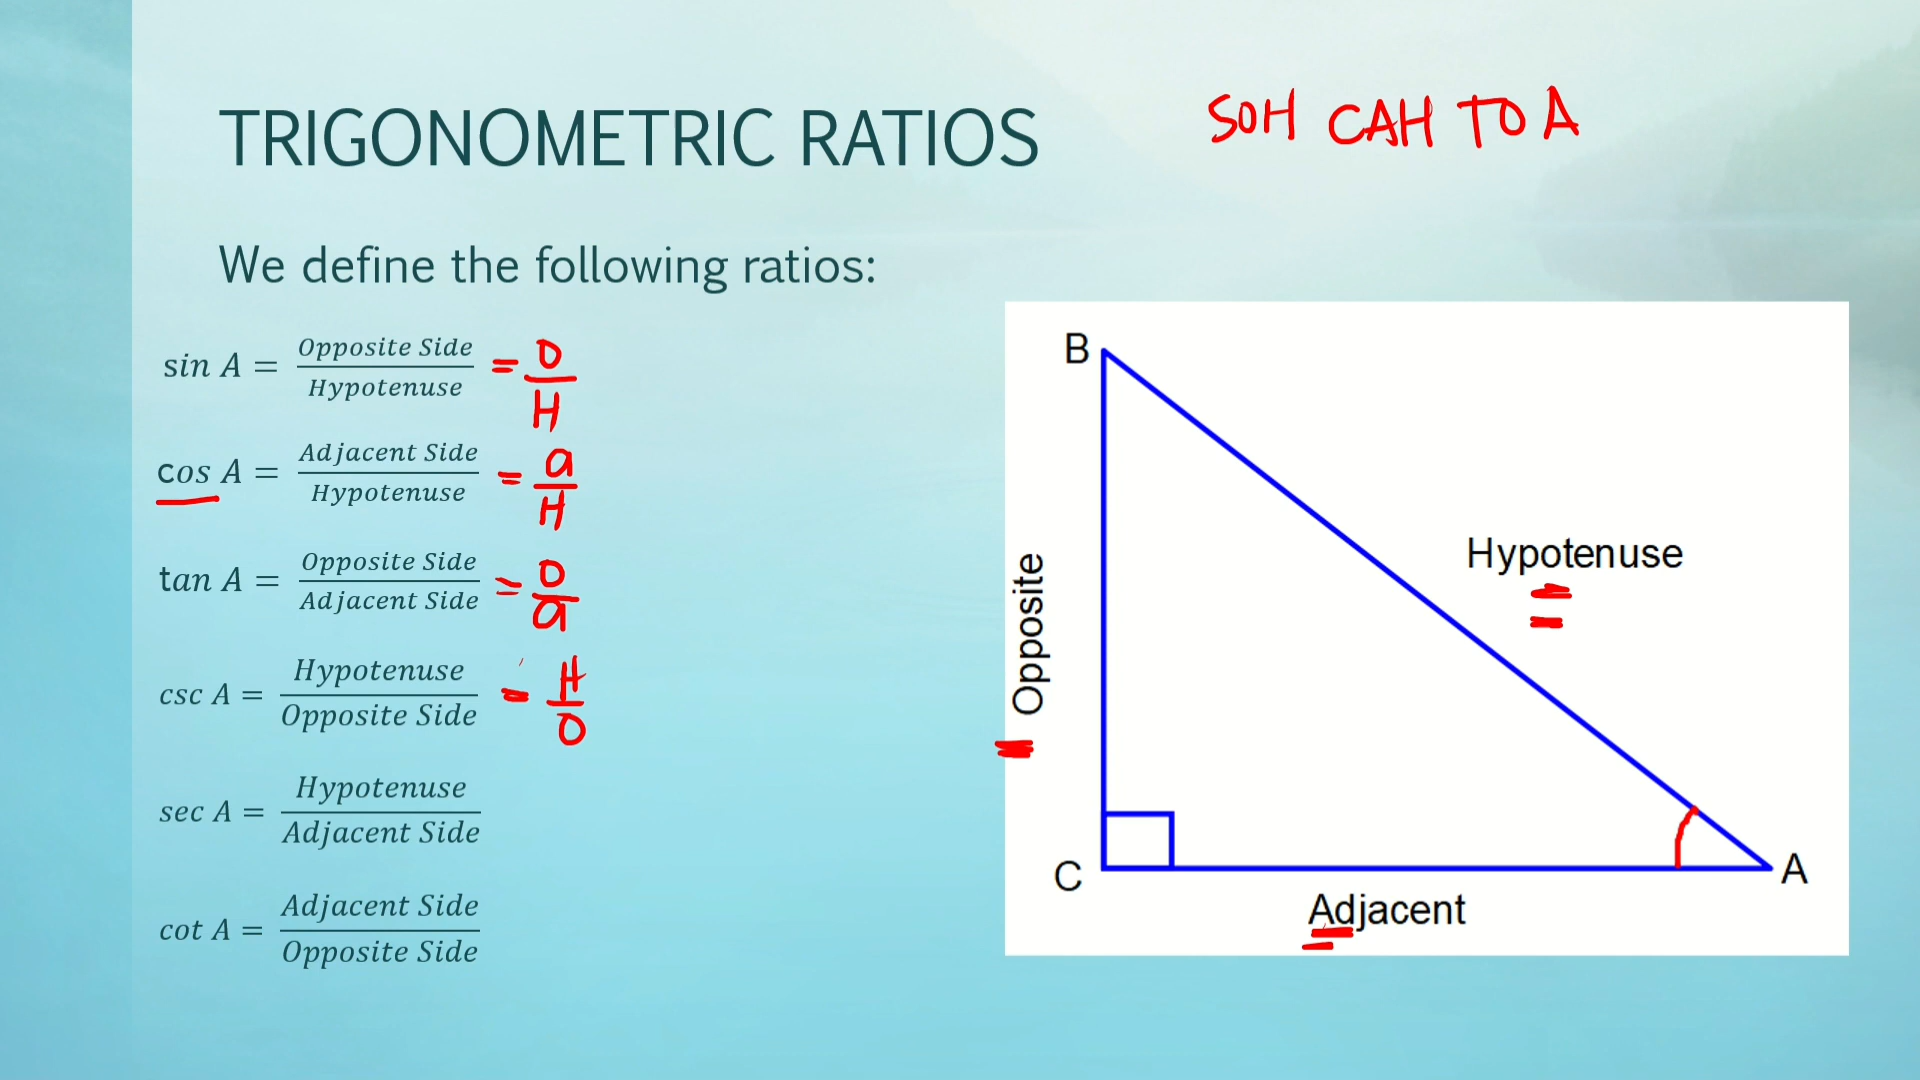 SOH CAH TO A
TRIGONOMETRIC RATIOS
We define the following ratios:
sin A = Opposite Side / Hypotenuse = O / H
cos A = Adjacent Side / Hypotenuse = a / H
tan A = Opposite Side / Adjacent Side = O / a
csc A = Hypotenuse / Opposite Side = H / O
sec A = Hypotenuse / Adjacent Side
cot A = Adjacent Side / Opposite Side
B
Hypotenuse
Opposite
C
A
Adjacent